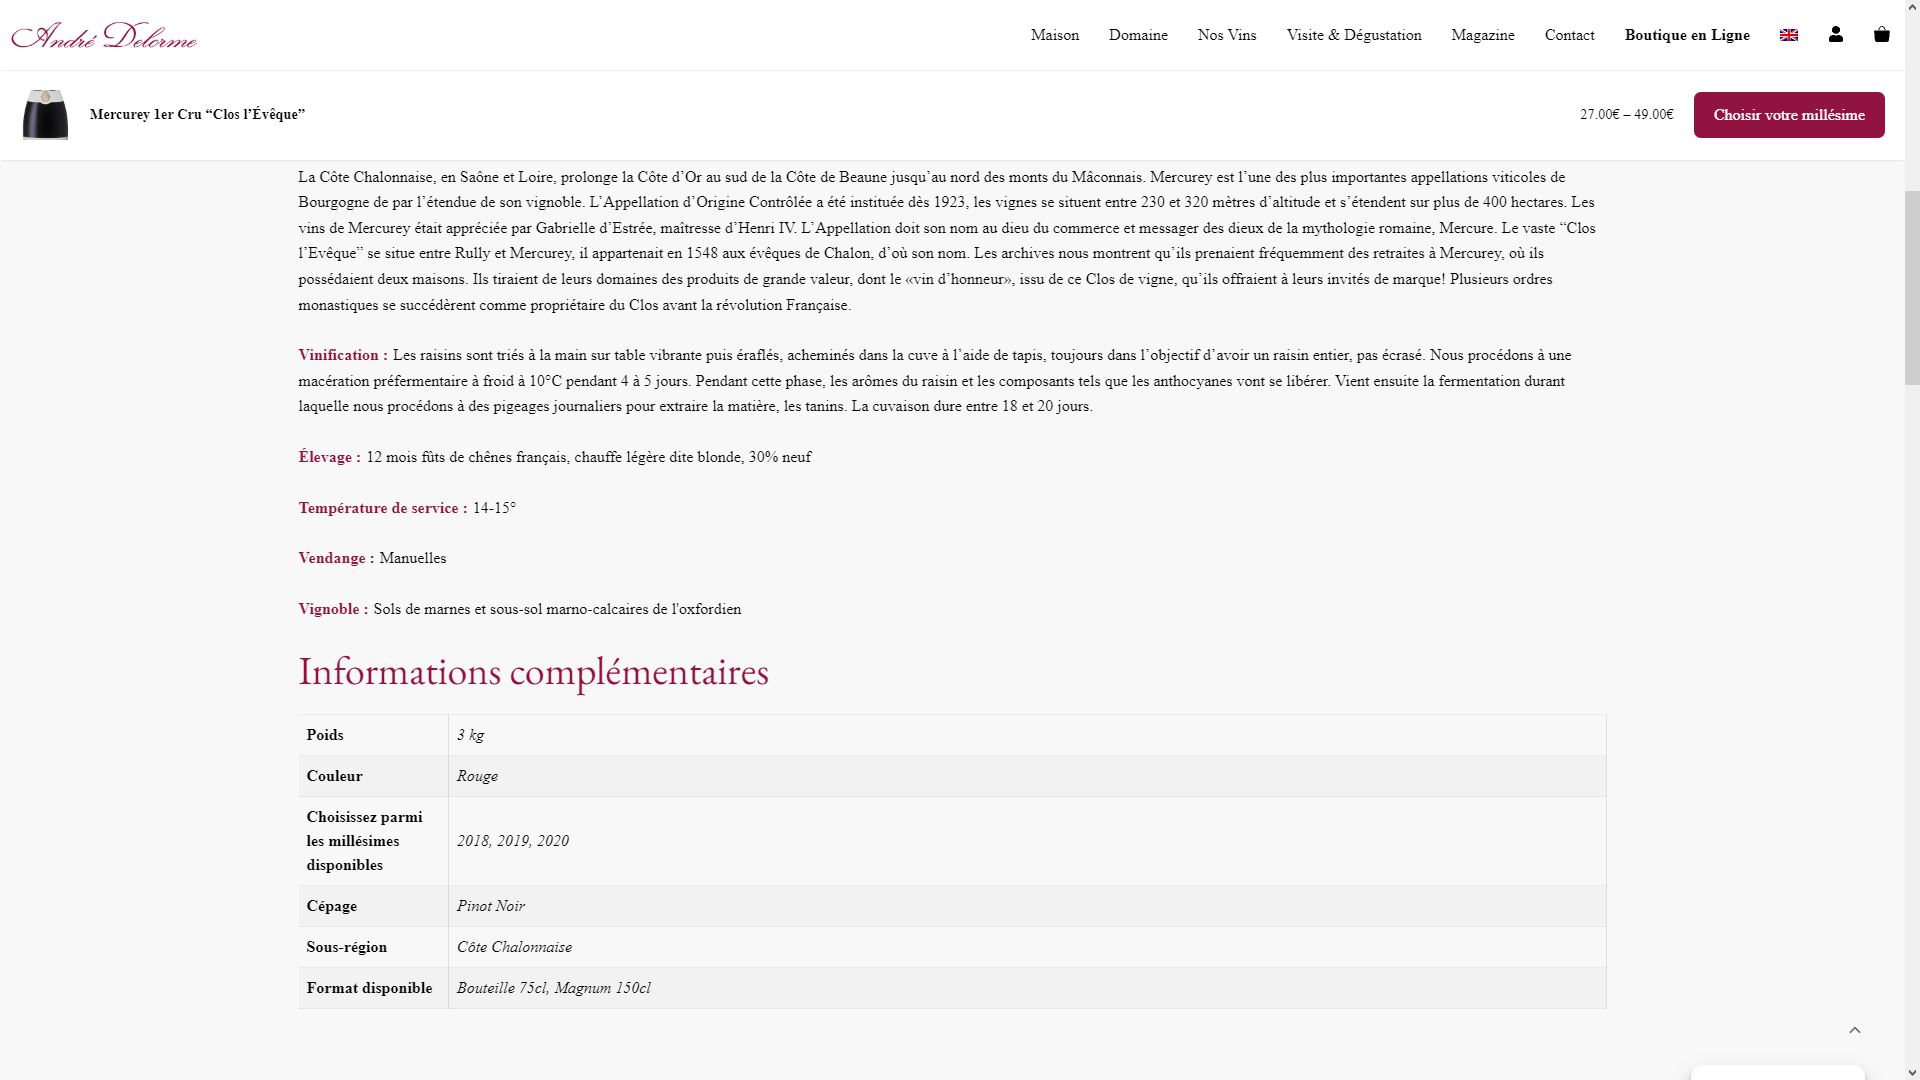 André Delorme
Maison Domaine Nos Vins Visite & Dégustation Magazine Contact Boutique en Ligne
Mercurey 1er Cru “Clos l’Évêque”
27.00€ – 49.00€
Choisir votre millésime
La Côte Chalonnaise, en Saône et Loire, prolonge la Côte d’Or au sud de la Côte de Beaune jusqu’au nord des monts du Mâconnais. Mercurey est l’une des plus importantes appellations viticoles de
Bourgogne de par l’étendue de son vignoble. L’Appellation d’Origine Contrôlée a été instituée dès 1923, les vignes se situent entre 230 et 320 mètres d’altitude et s’étendent sur plus de 400 hectares. Les
vins de Mercurey était appréciée par Gabrielle d’Estrée, maîtresse d’Henri IV. L’Appellation doit son nom au dieu du commerce et messager des dieux de la mythologie romaine, Mercure. Le vaste “Clos
l’Evêque” se situe entre Rully et Mercurey, il appartenait en 1548 aux évêques de Chalon, d’où son nom. Les archives nous montrent qu’ils prenaient fréquemment des retraites à Mercurey, où ils
possédaient deux maisons. Ils tiraient de leurs domaines des produits de grande valeur, dont le «vin d’honneur», issu de ce Clos de vigne, qu’ils offraient à leurs invités de marque! Plusieurs ordres
monastiques se succédèrent comme propriétaire du Clos avant la révolution Française.
Vinification : Les raisins sont triés à la main sur table vibrante puis éraflés, acheminés dans la cuve à l’aide de tapis, toujours dans l’objectif d’avoir un raisin entier, pas écrasé. Nous procédons à une
macération préfermentaire à froid à 10°C pendant 4 à 5 jours. Pendant cette phase, les arômes du raisin et les composants tels que les anthocyanes vont se libérer. Vient ensuite la fermentation durant
laquelle nous procédons à des pigeages journaliers pour extraire la matière, les tanins. La cuvaison dure entre 18 et 20 jours.
Élevage : 12 mois fûts de chênes français, chauffe légère dite blonde, 30% neuf
Température de service : 14-15°
Vendange : Manuelles
Vignoble : Sols de marnes et sous-sol marno-calcaires de l'oxfordien
Informations complémentaires
Poids 3 kg
Couleur Rouge
Choisissez parmi
les millésimes
disponibles
2018, 2019, 2020
Cépage Pinot Noir
Sous-région Côte Chalonnaise
Format disponible Bouteille 75cl, Magnum 150cl